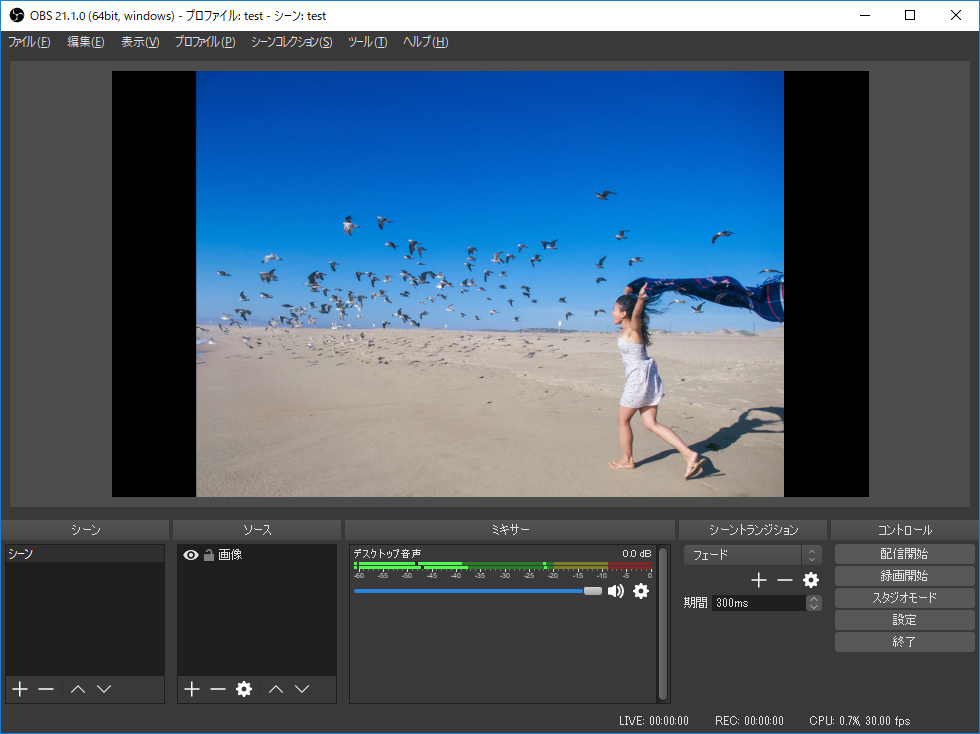 OBS 21.1.0 (64bit, windows) - プロファイル: test - シーン: test
ファイル(F) 編集(E) 表示(V) プロファイル(P) シーンコレクション(S) ツール(T) ヘルプ(H)
シーン ソース ミキサー シーントランジション コントロール
シーン
画像
デスクトップ音声 0.0 dB
-60 -55 -50 -45 -40 -35 -30 -25 -20 -15 -10 -5 0
フェード
期間 300ms
配信開始
録画開始
スタジオモード
設定
終了
LIVE: 00:00:00 REC: 00:00:00 CPU: 0.7%, 30.00 fps